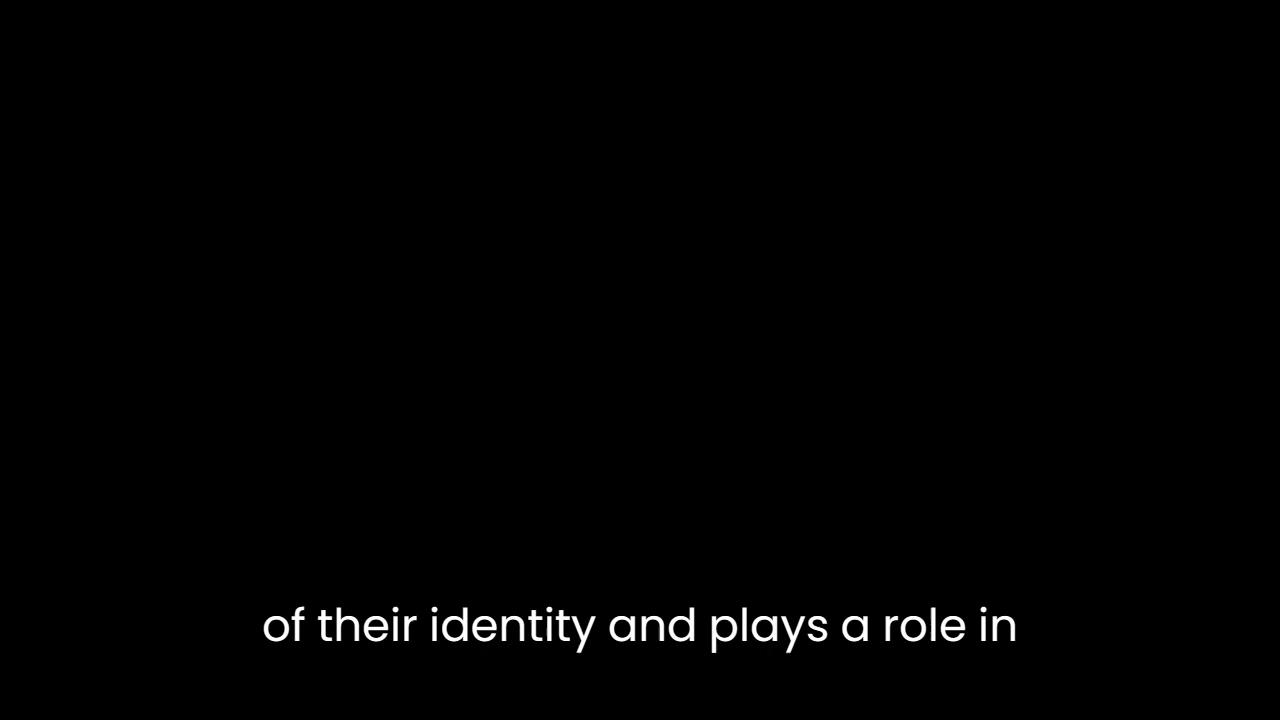 of their identity and plays a role in